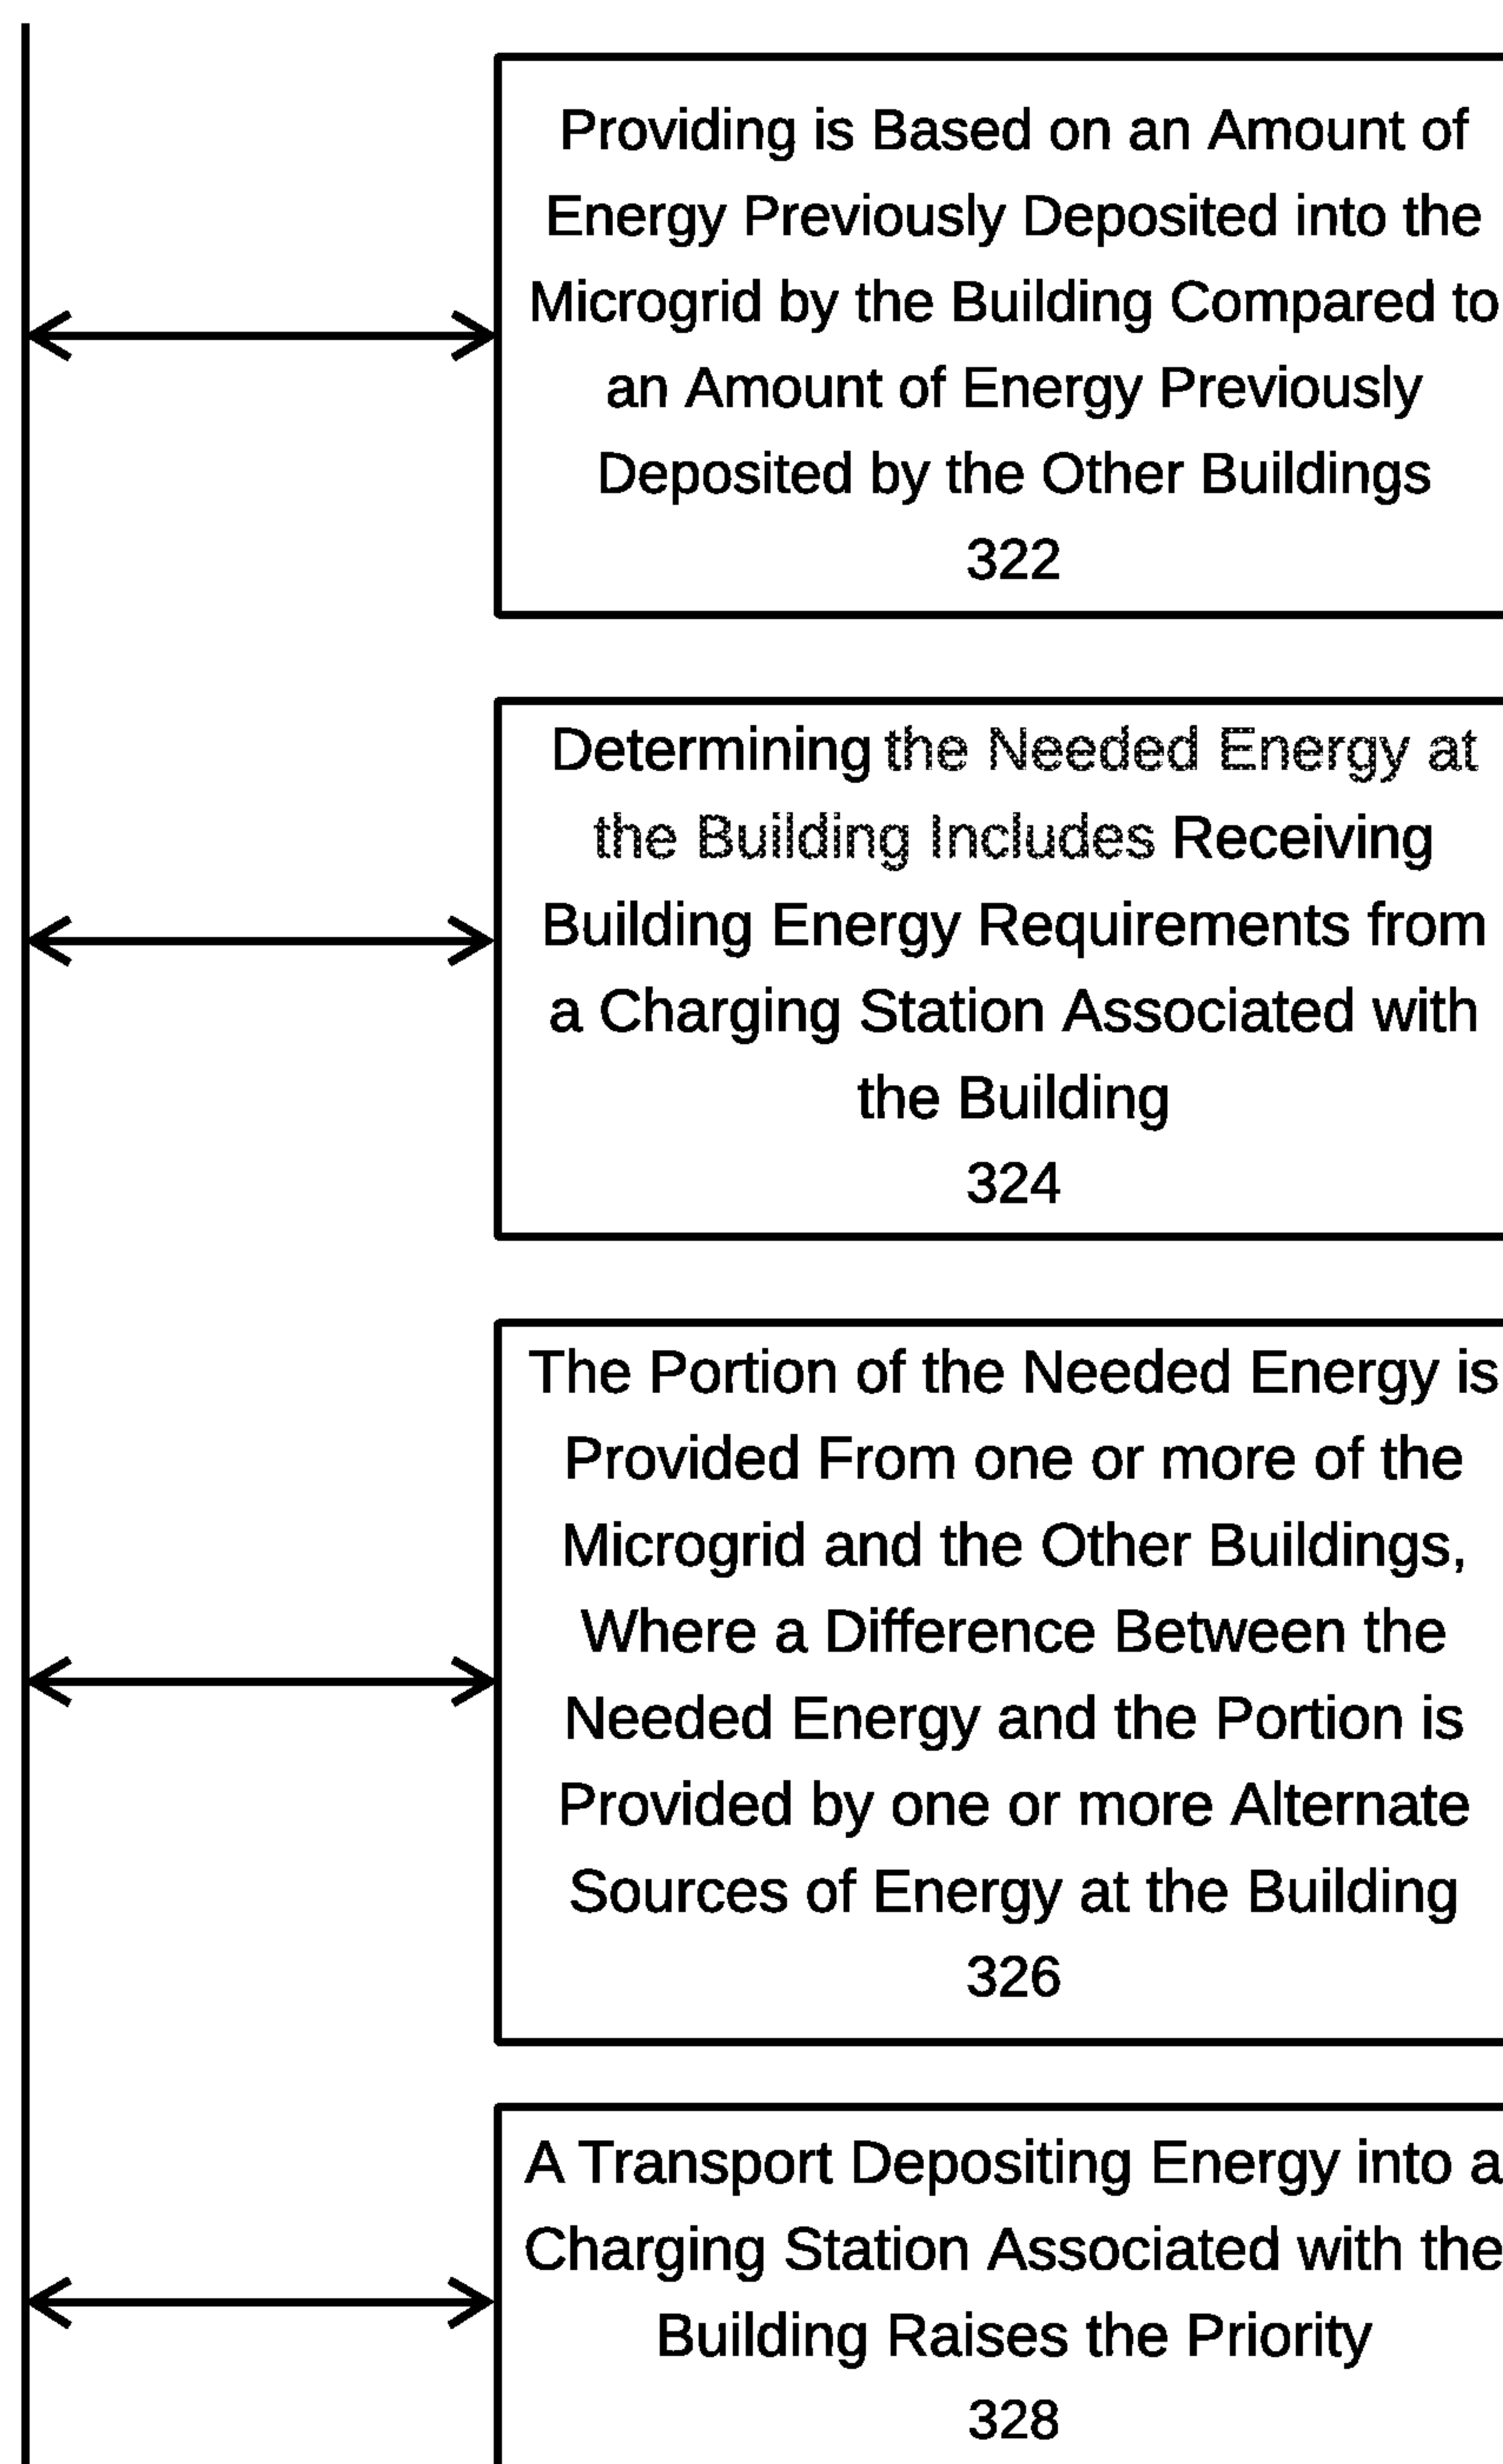 Providing is Based on an Amount of
Energy Previously Deposited into the
Microgrid by the Building Compared to
an Amount of Energy Previously
Deposited by the Other Buildings
322
Determining the Needed Energy at
the Building Includes Receiving
Building Energy Requirements from
a Charging Station Associated with
the Building
324
The Portion of the Needed Energy is
Provided From one or more of the
Microgrid and the Other Buildings,
Where a Difference Between the
Needed Energy and the Portion is
Provided by one or more Alternate
Sources of Energy at the Building
326
A Transport Depositing Energy into a
Charging Station Associated with the
Building Raises the Priority
328